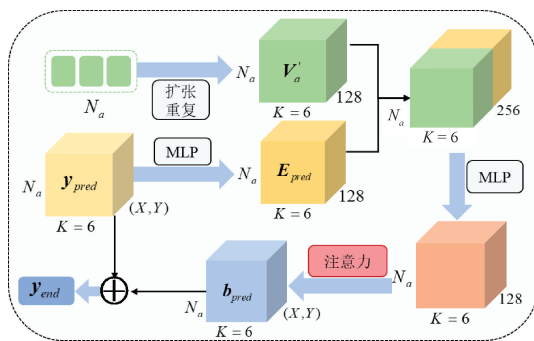 N_a
扩张
重复
N_a
V_a'
128
K = 6
N_a
256
K = 6
N_a
y_pred
(X,Y)
K = 6
MLP
N_a
E_pred
128
K = 6
MLP
y_end
N_a
b_pred
(X,Y)
K = 6
注意力
N_a
128
K = 6